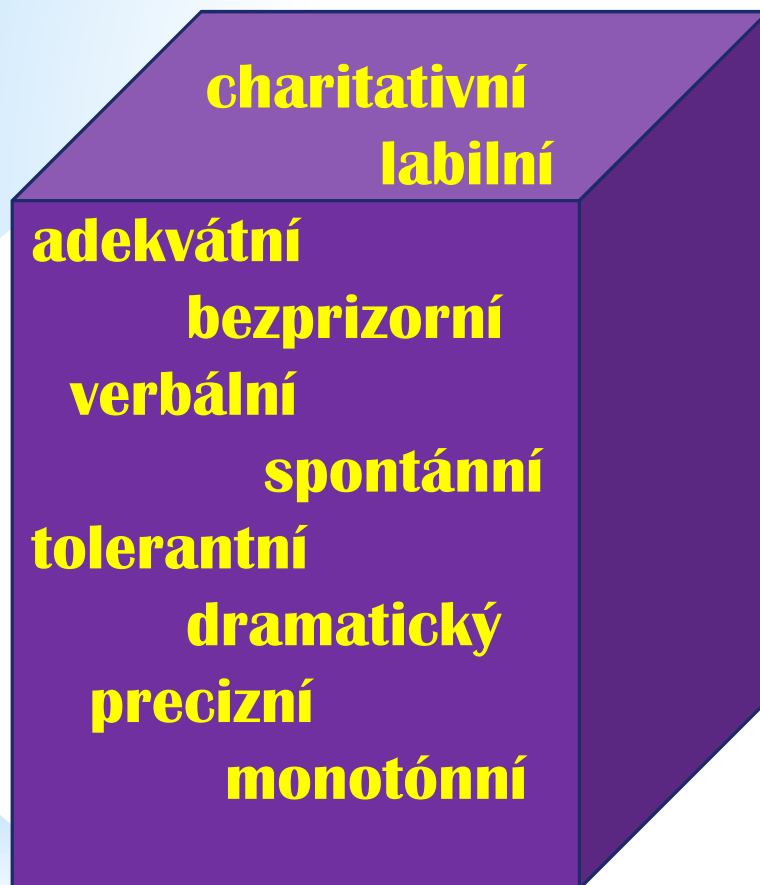 charitativní
labilní
adekvátní
bezprizorní
verbální
spontánní
tolerantní
dramatický
precizní
monotónní